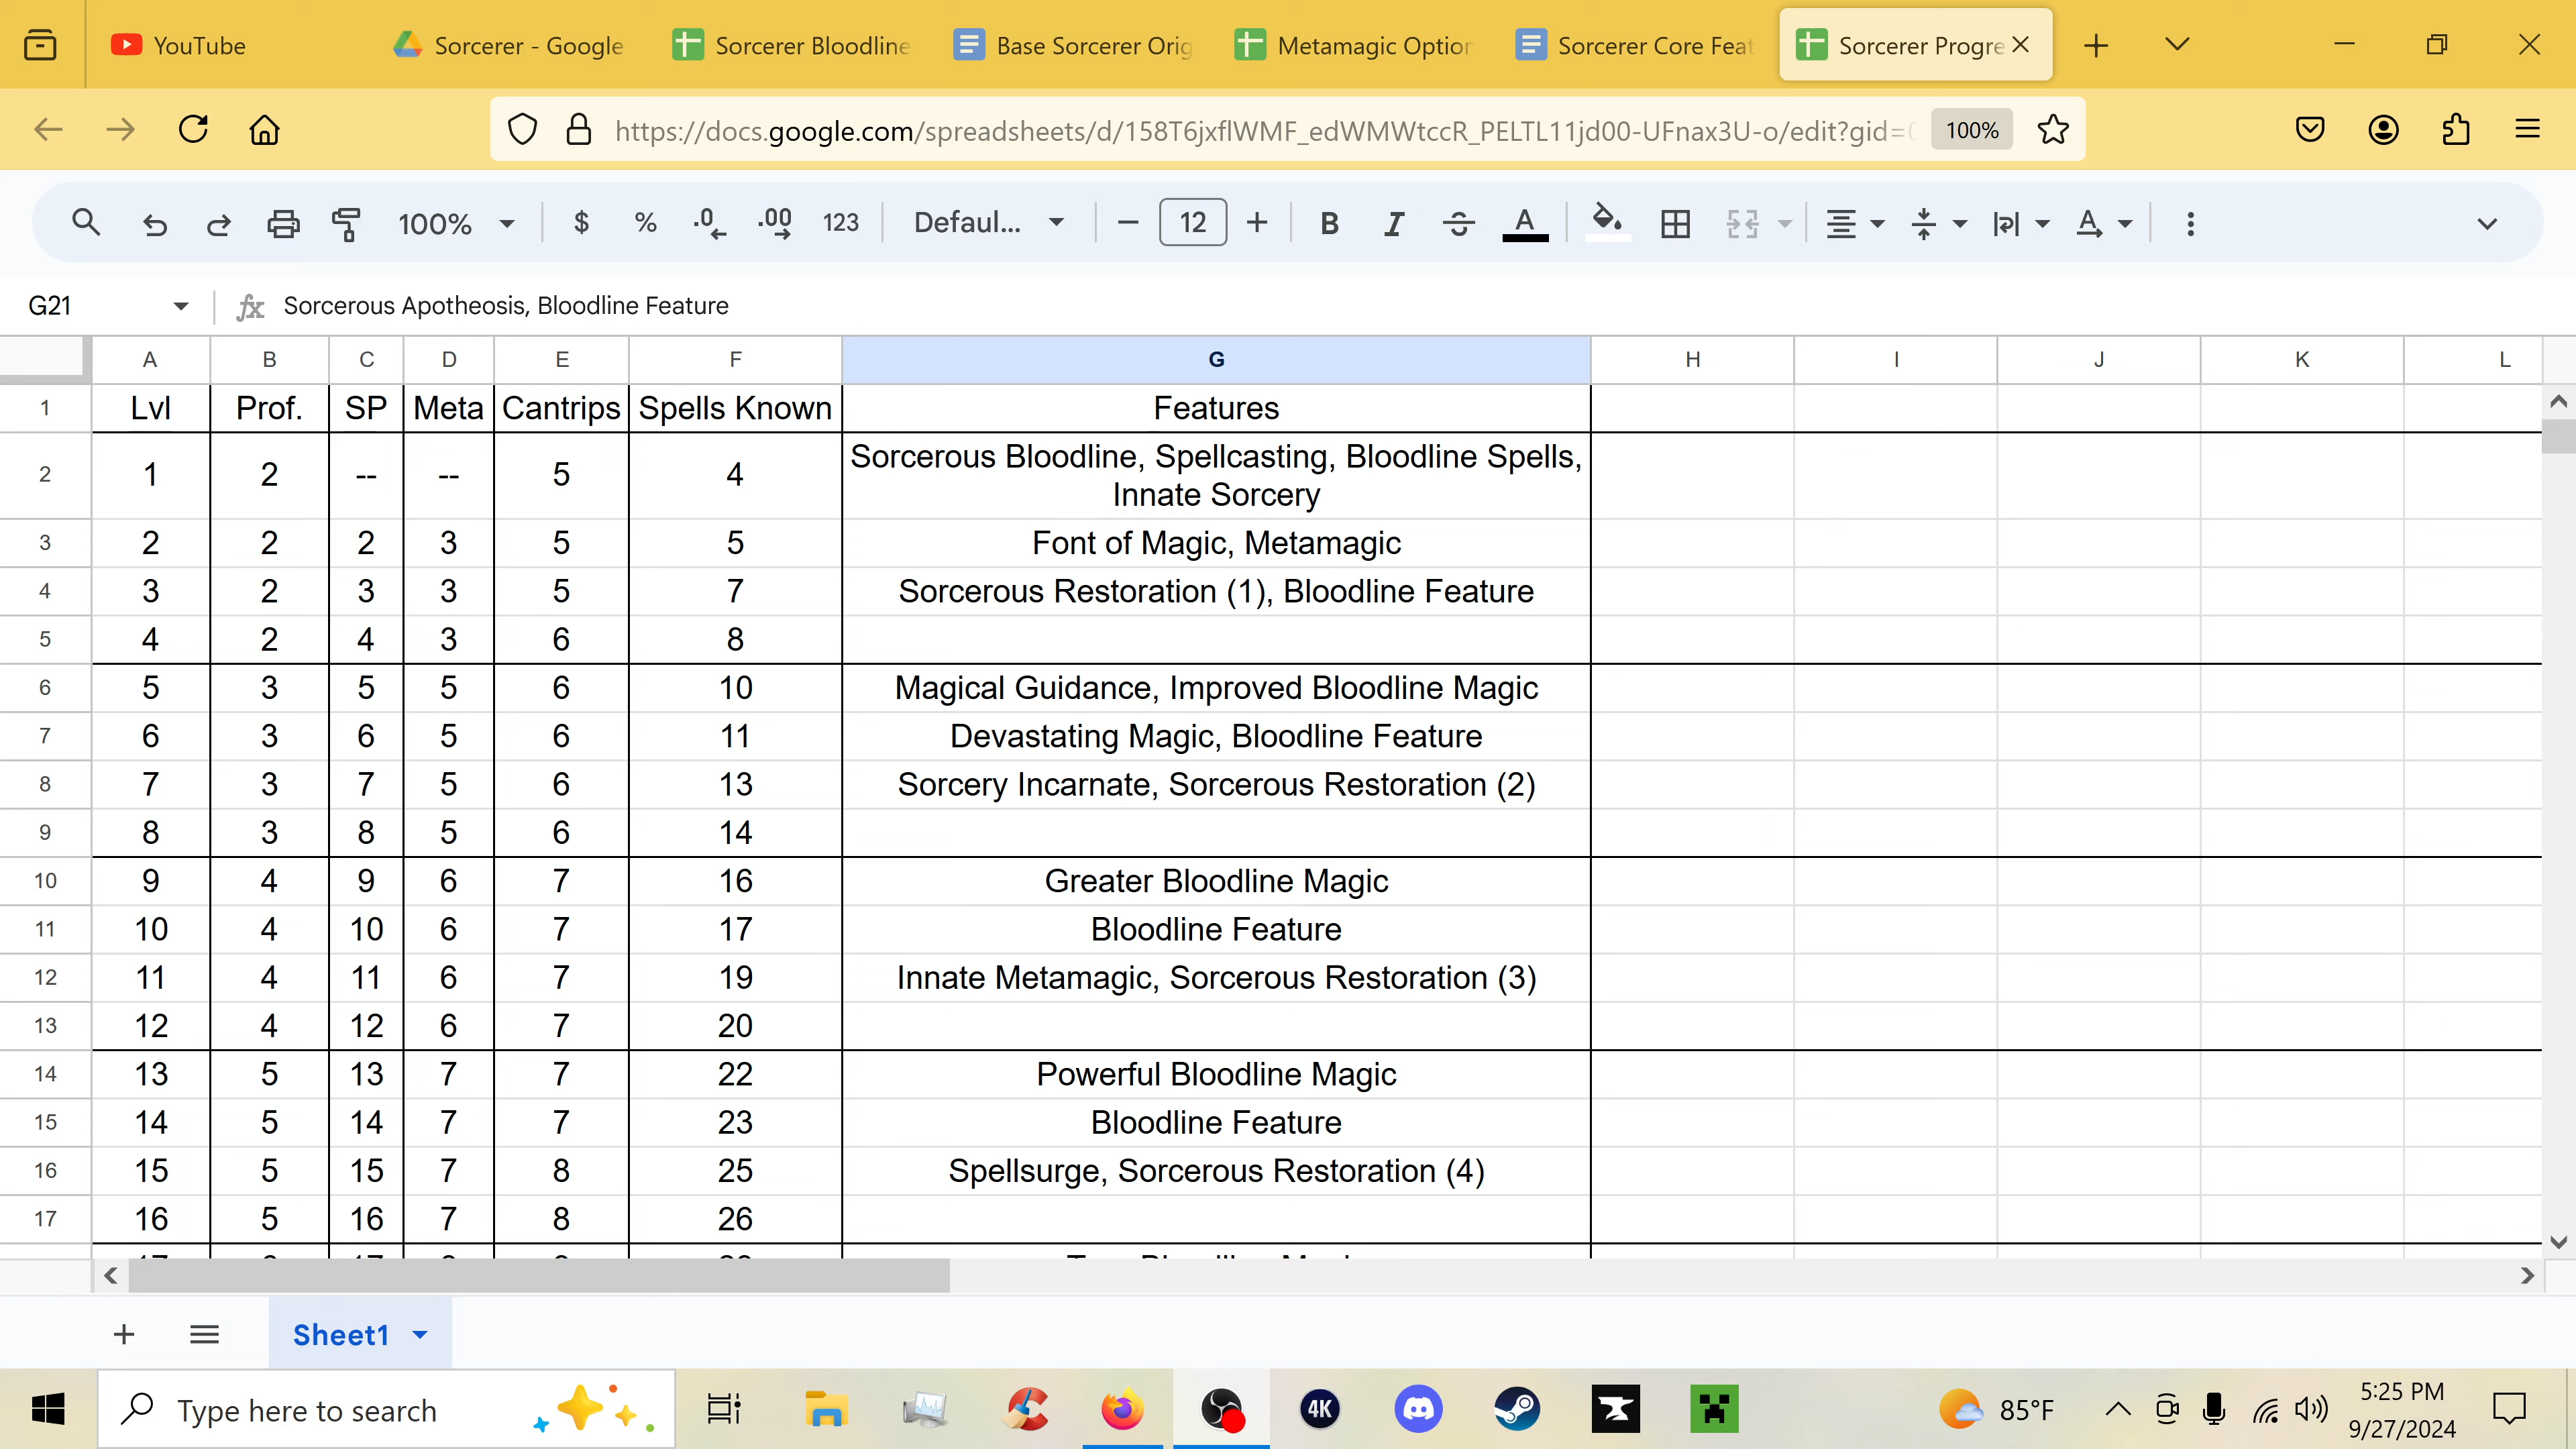 YouTube
Sorcerer - Google
Sorcerer Bloodline
Base Sorcerer Orig
Metamagic Option
Sorcerer Core Feat
Sorcerer Progre
https://docs.google.com/spreadsheets/d/158T6jxflWMF_edWMWtccR_PELTL11jd00-UFnax3U-o/edit?gid=
100%
100% $ % .0 .00 123 Defaul... 12 B I A A
G21 fx Sorcerous Apotheosis, Bloodline Feature
A B C D E F G H I J K L
1 Lvl Prof. SP Meta Cantrips Spells Known Features
Sorcerous Bloodline, Spellcasting, Bloodline Spells,
2 1 2 -- -- 5 4
Innate Sorcery
3 2 2 2 3 5 5 Font of Magic, Metamagic
4 3 2 3 3 5 7 Sorcerous Restoration (1), Bloodline Feature
5 4 2 4 3 6 8
6 5 3 5 5 6 10 Magical Guidance, Improved Bloodline Magic
7 6 3 6 5 6 11 Devastating Magic, Bloodline Feature
8 7 3 7 5 6 13 Sorcery Incarnate, Sorcerous Restoration (2)
9 8 3 8 5 6 14
10 9 4 9 6 7 16 Greater Bloodline Magic
11 10 4 10 6 7 17 Bloodline Feature
12 11 4 11 6 7 19 Innate Metamagic, Sorcerous Restoration (3)
13 12 4 12 6 7 20
14 13 5 13 7 7 22 Powerful Bloodline Magic
15 14 5 14 7 7 23 Bloodline Feature
16 15 5 15 7 8 25 Spellsurge, Sorcerous Restoration (4)
17 16 5 16 7 8 26
Sheet1
Type here to search
4K
85°F
5:25 PM
9/27/2024